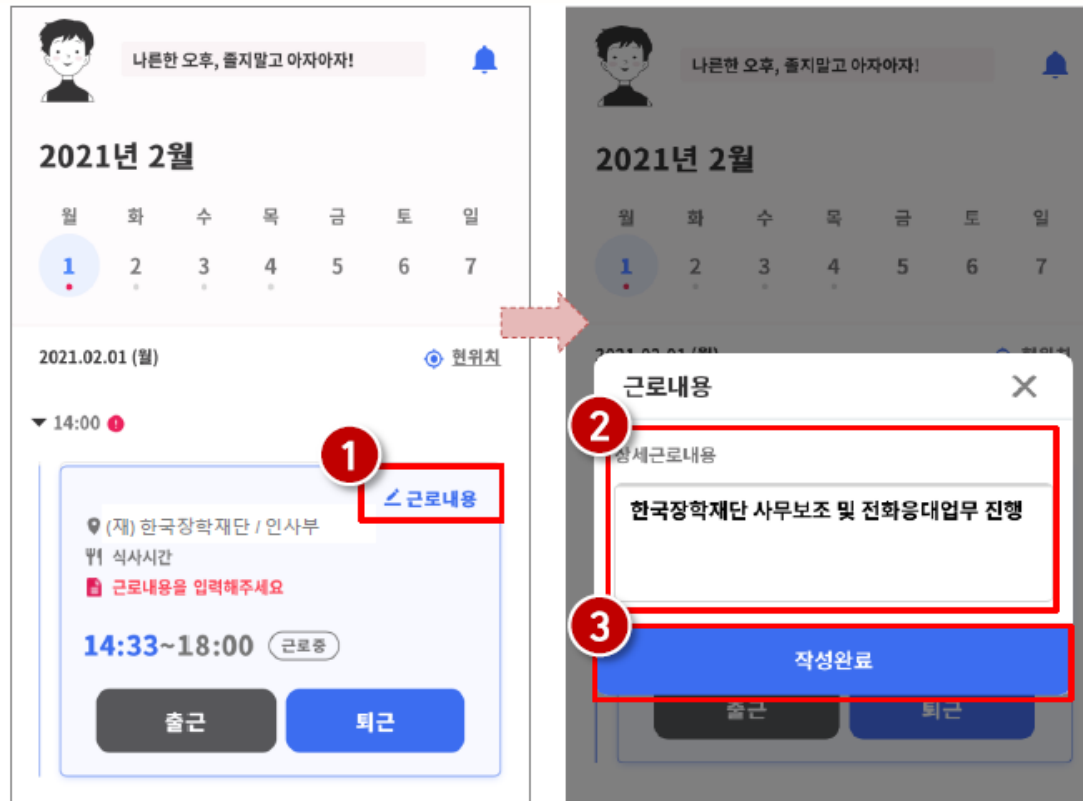 나른한 오후, 졸지말고 아자아자!
2021년 2월
월 화 수 목 금 토 일
1 2 3 4 5 6 7
2021.02.01 (월)
현위치
14:00
1
근로내용
(재) 한국장학재단 / 인사부
식사시간
근로내용을 입력해주세요
14:33~18:00 근로중
출근
퇴근
나른한 오후, 졸지말고 아자아자!
2021년 2월
월 화 수 목 금 토 일
1 2 3 4 5 6 7
2021.02.01 (월)
현위치
근로내용
2
상세근로내용
한국장학재단 사무보조 및 전화응대업무 진행
3
작성완료
출근
퇴근